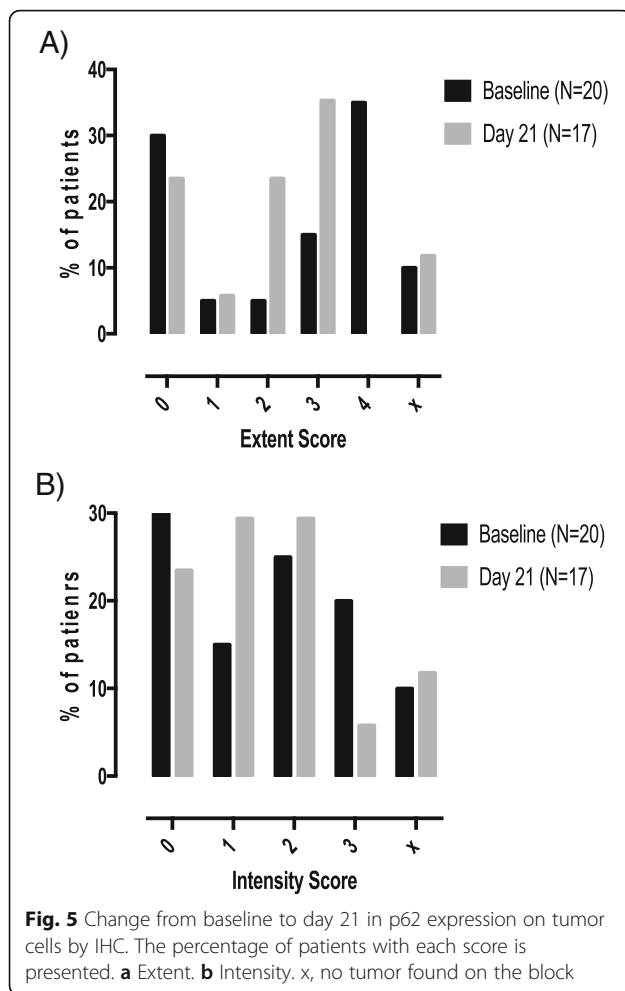 A)
40
30
20
10
0
% of patients
Baseline (N=20)
Day 21 (N=17)
0 1 2 3 4 x
Extent Score
B)
30
20
10
0
% of patienrs
Baseline (N=20)
Day 21 (N=17)
0 1 2 3 x
Intensity Score
Fig. 5 Change from baseline to day 21 in p62 expression on tumor
cells by IHC. The percentage of patients with each score is
presented. a Extent. b Intensity. x, no tumor found on the block